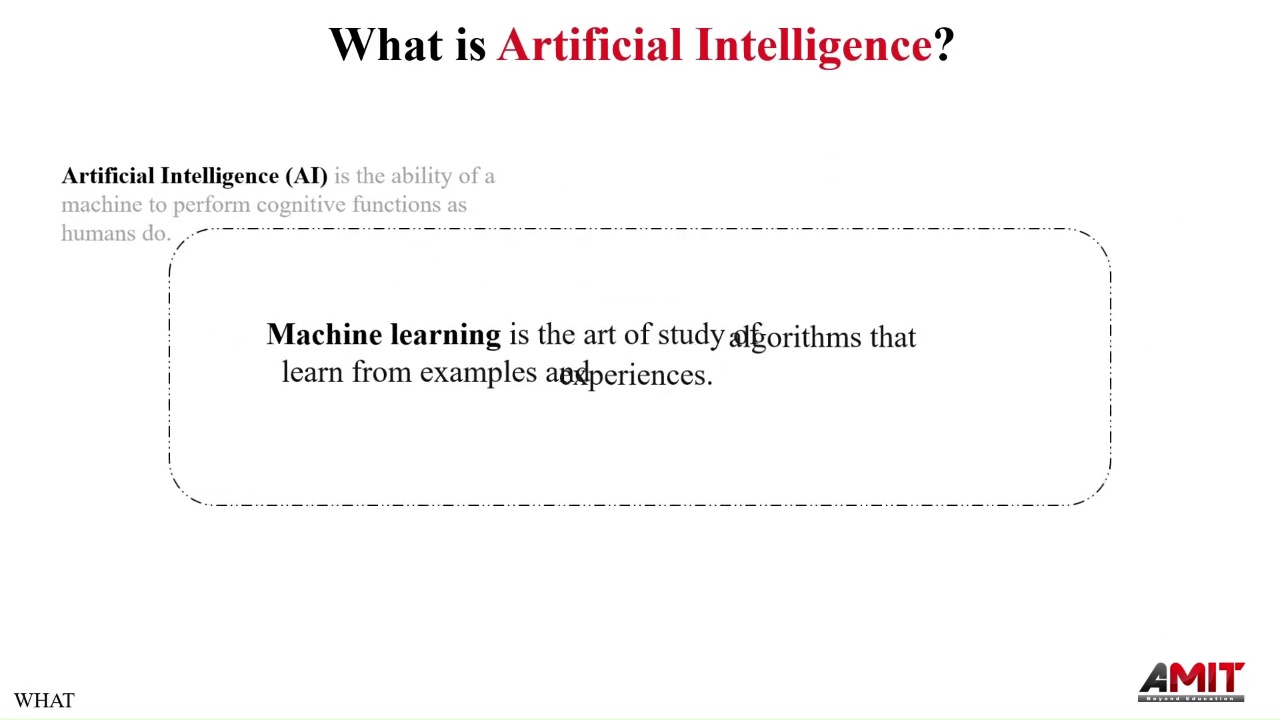 What is Artificial Intelligence?
Artificial Intelligence (AI) is the ability of a
machine to perform cognitive functions as
humans do.
Machine learning is the art of study of algorithms that
learn from examples and experiences.
AMIT
Beyond Education
WHAT